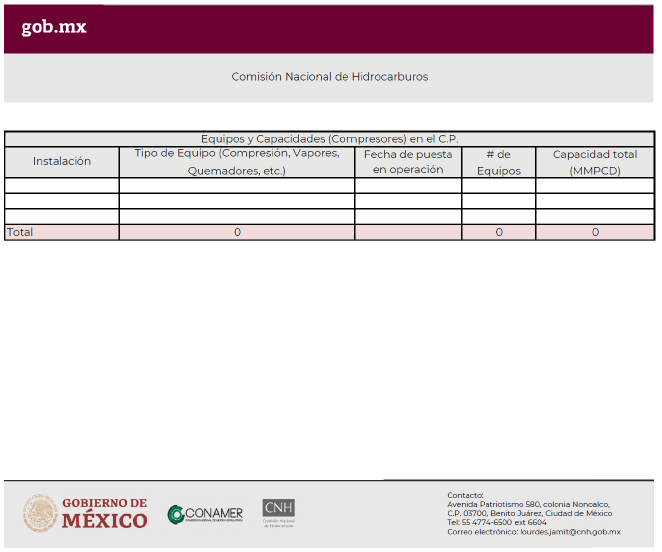 gob.mx
Comisión Nacional de Hidrocarburos
Equipos y Capacidades (Compresores) en el C.P.
Instalación
Tipo de Equipo (Compresión, Vapores,
Quemadores, etc.)
Fecha de puesta
en operación
# de
Equipos
Capacidad total
(MMPCD)
Total 0 0 0
GOBIERNO DE
MÉXICO
CONAMER
CNH
Comisión Nacional
de Hidrocarburos
Contacto:
Avenida Patriotismo 580, colonia Nonoalco,
C.P. 03700, Benito Juárez, Ciudad de México
Tel: 55 4774-6500 ext 6604
Correo electrónico: lourdes.jamit@cnh.gob.mx